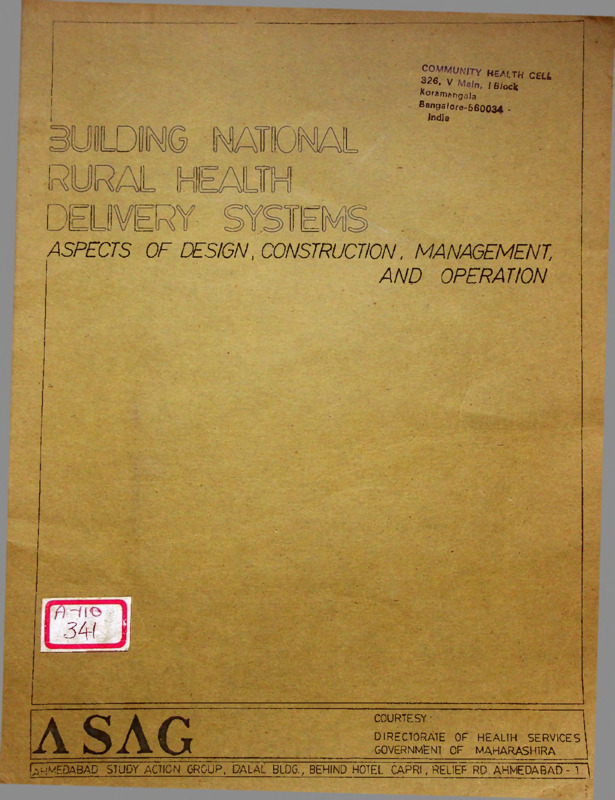 COMMUNITY HEALTH CELL
326, V Main, I Block
Koramangala
Bangalore-560034 -
India
BUILDING NATIONAL
RURAL HEALTH
DELIVERY SYSTEMS
ASPECTS OF DESIGN, CONSTRUCTION, MANAGEMENT,
AND OPERATION
A-110
341
ASAG
COURTESY:
DIRECTORATE OF HEALTH SERVICES
GOVERNMENT OF MAHARASHTRA
AHMEDABAD STUDY ACTION GROUP, DALAL BLDG., BEHIND HOTEL CAPRI, RELIEF RD AHMEDABAD - 1